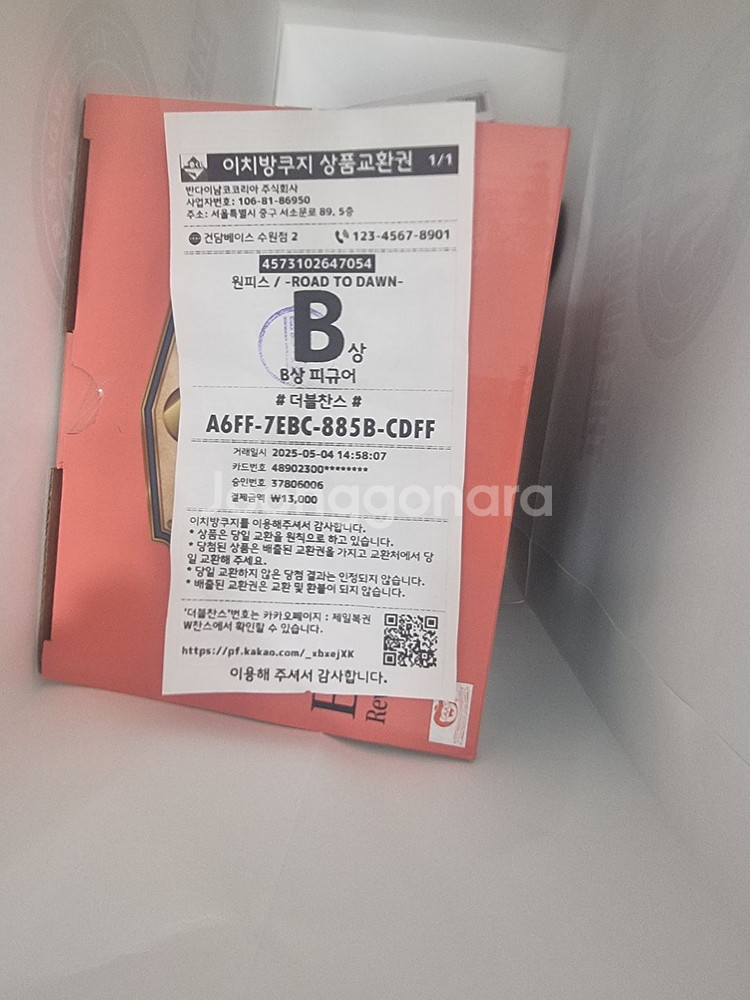 이치방쿠지 상품교환권 1/1
반다이남코코리아 주식회사
사업자번호: 106-81-86950
주소: 서울특별시 중구 서소문로 89, 5층
건담베이스 수원점 2 123-4567-8901
4573102647054
원피스 / -ROAD TO DAWN-
B상
B상 피규어
# 더블찬스 #
A6FF-7EBC-885B-CDFF
거래일시 2025-05-04 14:58:07
카드번호 48902300********
승인번호 37806006
결제금액 ₩13,000
Joonagonara
이치방쿠지를 이용해주셔서 감사합니다.
* 상품은 당일 교환을 원칙으로 하고 있습니다.
* 당첨된 상품은 배출된 교환권을 가지고 교환처에서 당
일 교환해 주세요.
* 당일 교환하지 않은 당첨 결과는 인정되지 않습니다.
* 배출된 교환권은 교환 및 환불이 되지 않습니다.
'더블찬스'번호는 카카오페이지 : 제일복권
W찬스에서 확인할 수 있습니다.
https://pf.kakao.com/_xbxejXK
이용해 주셔서 감사합니다.